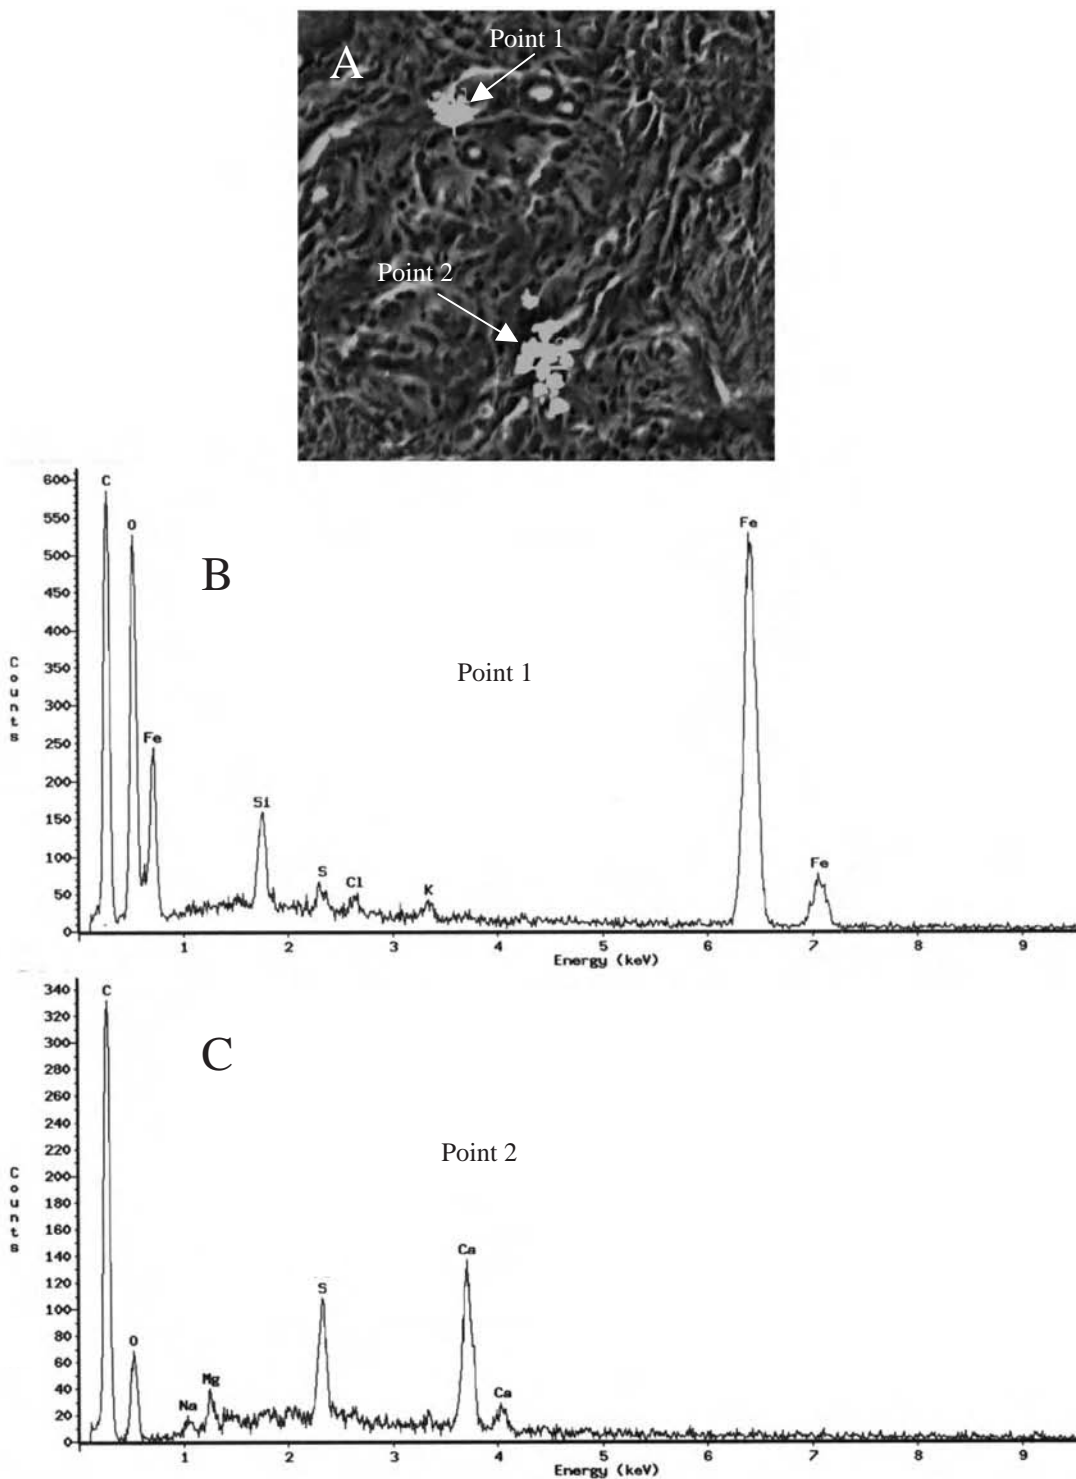 A
Point 1
Point 2
B
Point 1
Counts
600
550
500
450
400
350
300
250
200
150
100
50
0
C
O
Fe
Si
S
Cl
K
Fe
Fe
1 2 3 4 5 6 7 8 9
Energy (keV)
C
Point 2
Counts
340
320
300
280
260
240
220
200
180
160
140
120
100
80
60
40
20
0
C
O
Na
Mg
S
Ca
Ca
1 2 3 4 5 6 7 8 9
Energy (keV)